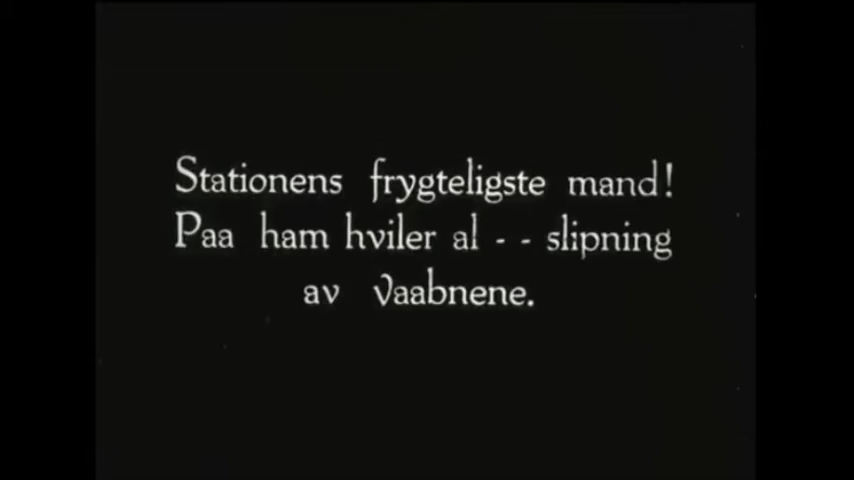 Stationens frygteligste mand!
Paa ham hviler al - - slipning
av Vaabnene.